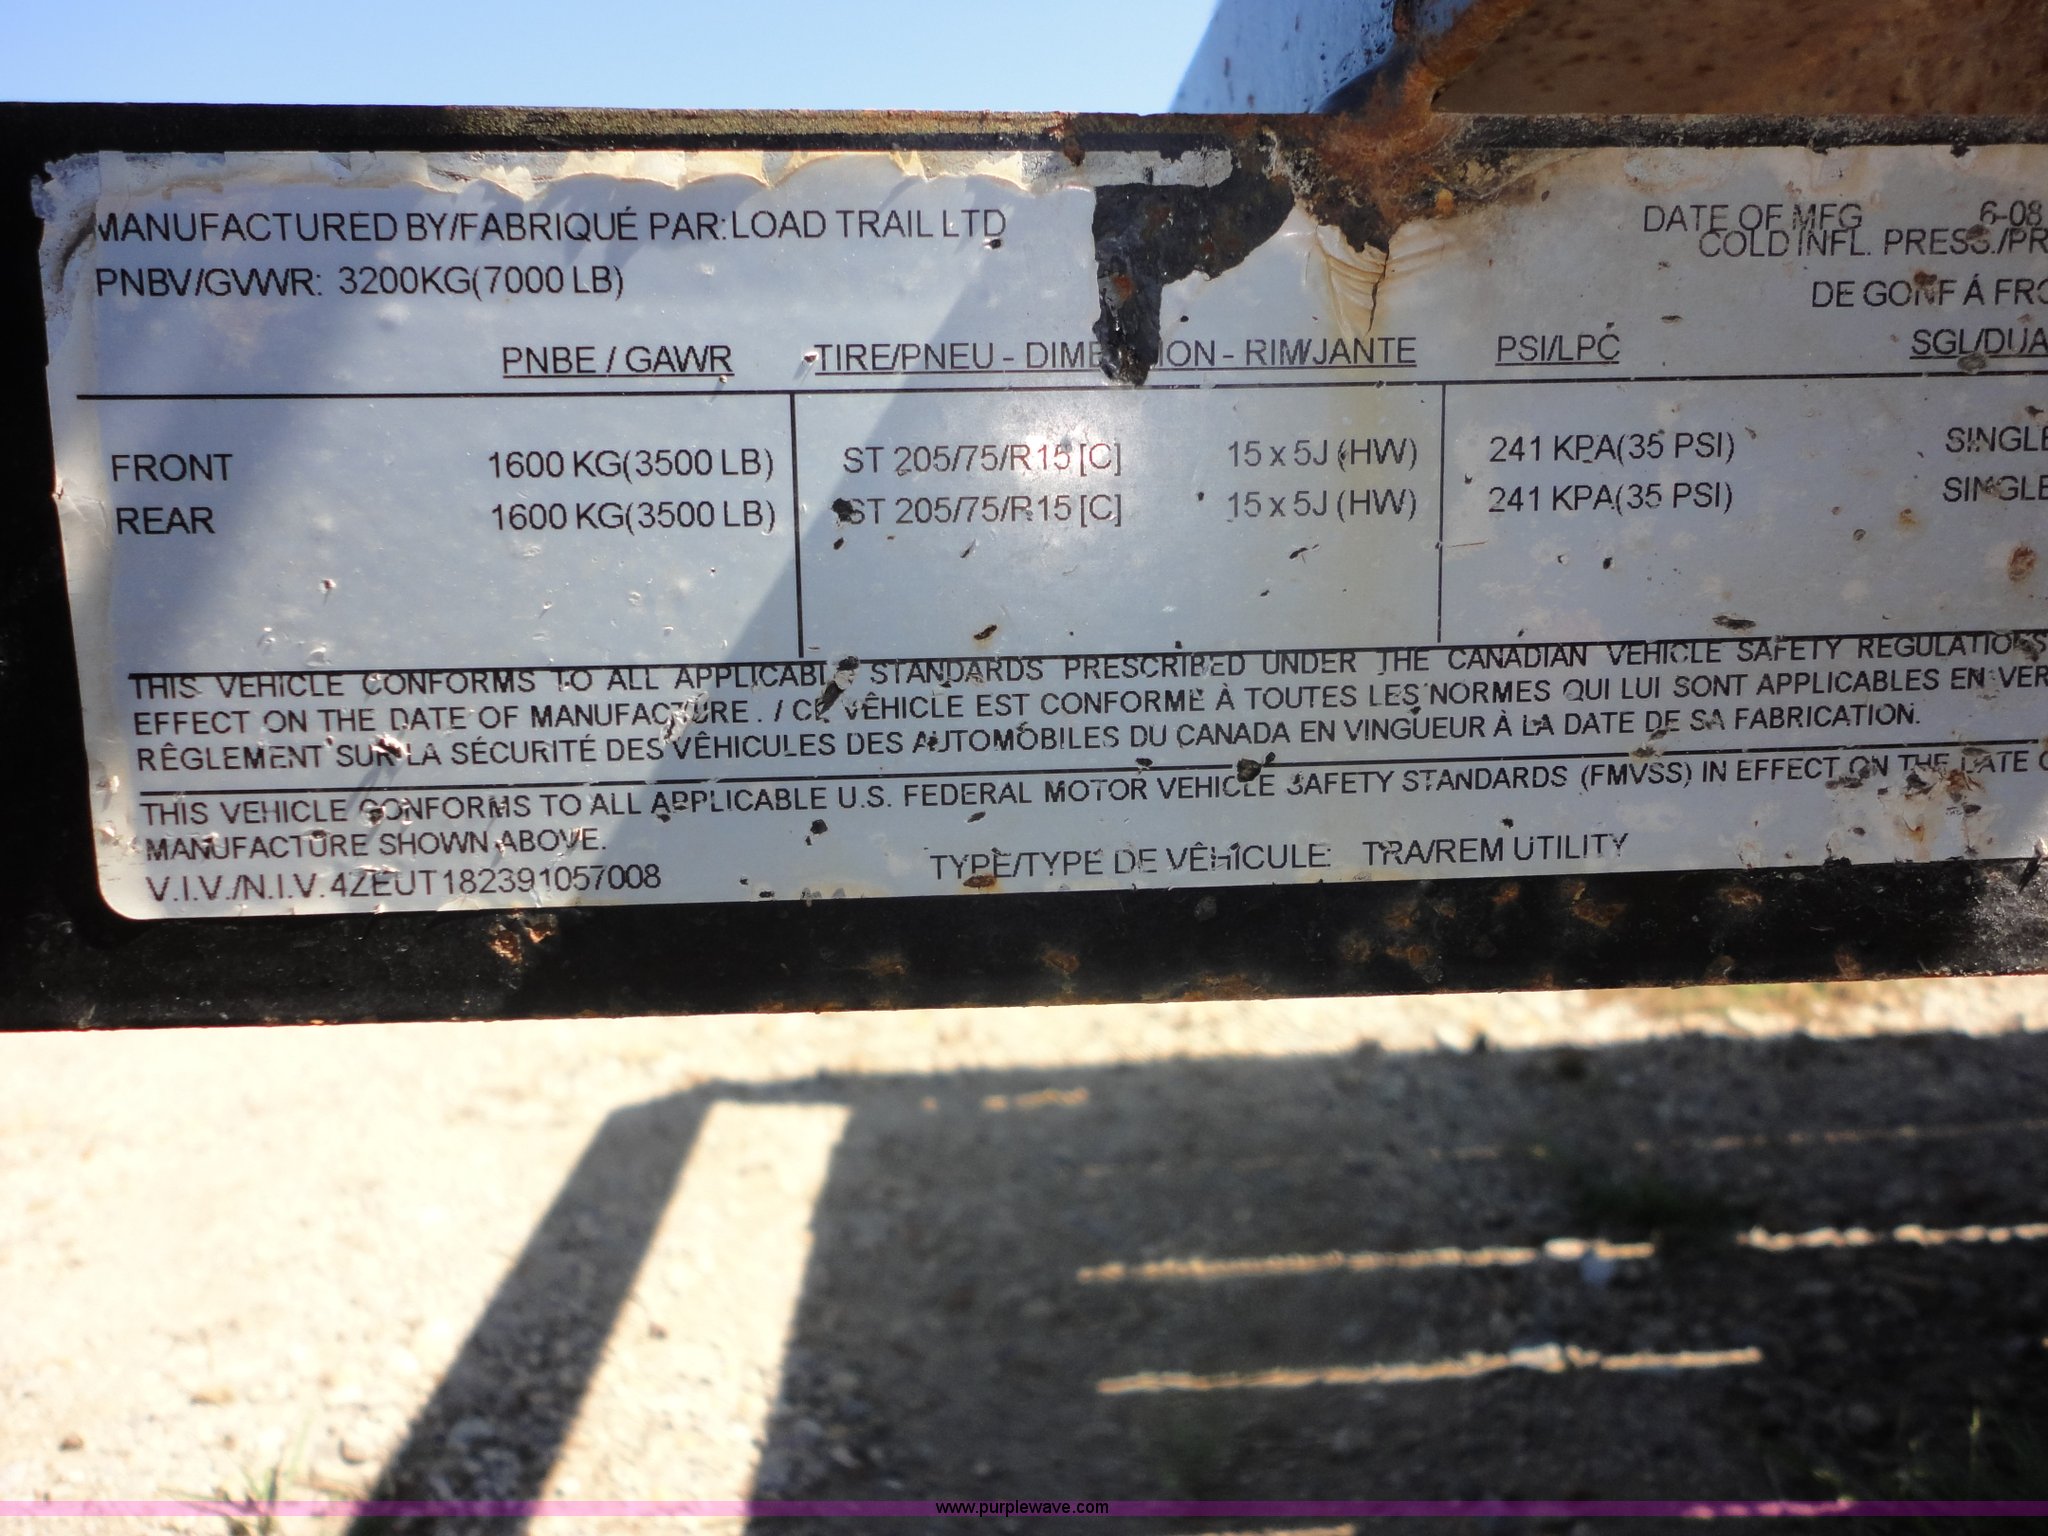 MANUFACTURED BY/FABRIQUÉ PAR: LOAD TRAIL LTD DATE OF MFG 6-08
PNBV/GVWR: 3200KG(7000 LB) COLD INFL. PRESS./PR
DE GONF À FRO
PNBE / GAWR TIRE/PNEU - DIMENSION - RIM/JANTE PSI/LPC SGL/DUA
FRONT 1600 KG(3500 LB) ST 205/75/R15 [C] 15 x 5J (HW) 241 KPA(35 PSI) SINGLE
REAR 1600 KG(3500 LB) ST 205/75/R15 [C] 15 x 5J (HW) 241 KPA(35 PSI) SINGLE
THIS VEHICLE CONFORMS TO ALL APPLICABLE STANDARDS PRESCRIBED UNDER THE CANADIAN VEHICLE SAFETY REGULATIONS
EFFECT ON THE DATE OF MANUFACTURE. / CE VÊHICLE EST CONFORME À TOUTES LES NORMES QUI LUI SONT APPLICABLES EN VER
RÊGLEMENT SUR LA SÉCURITÉ DES VÊHICULES DES AUTOMOBILES DU CANADA EN VINGUEUR À LA DATE DE SA FABRICATION.
THIS VEHICLE CONFORMS TO ALL APPLICABLE U.S. FEDERAL MOTOR VEHICLE SAFETY STANDARDS (FMVSS) IN EFFECT ON THE DATE O
MANUFACTURE SHOWN ABOVE.
V.I.V./N.I.V. 4ZEUT182391057008 TYPE/TYPE DE VÊHICULE: TRA/REM UTILITY
www.purplewave.com